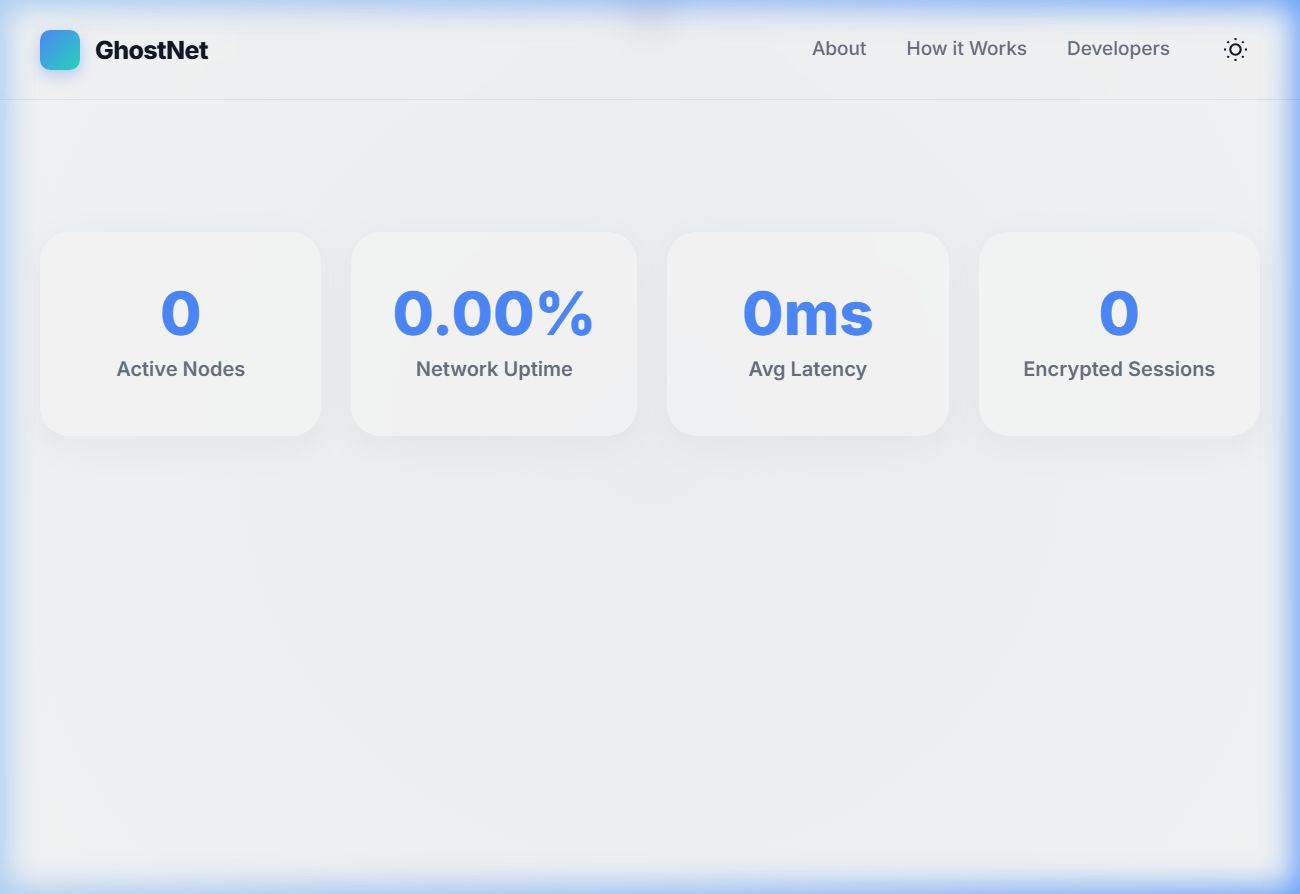 GhostNet
About
How it Works
Developers
0
Active Nodes
0.00%
Network Uptime
0ms
Avg Latency
0
Encrypted Sessions